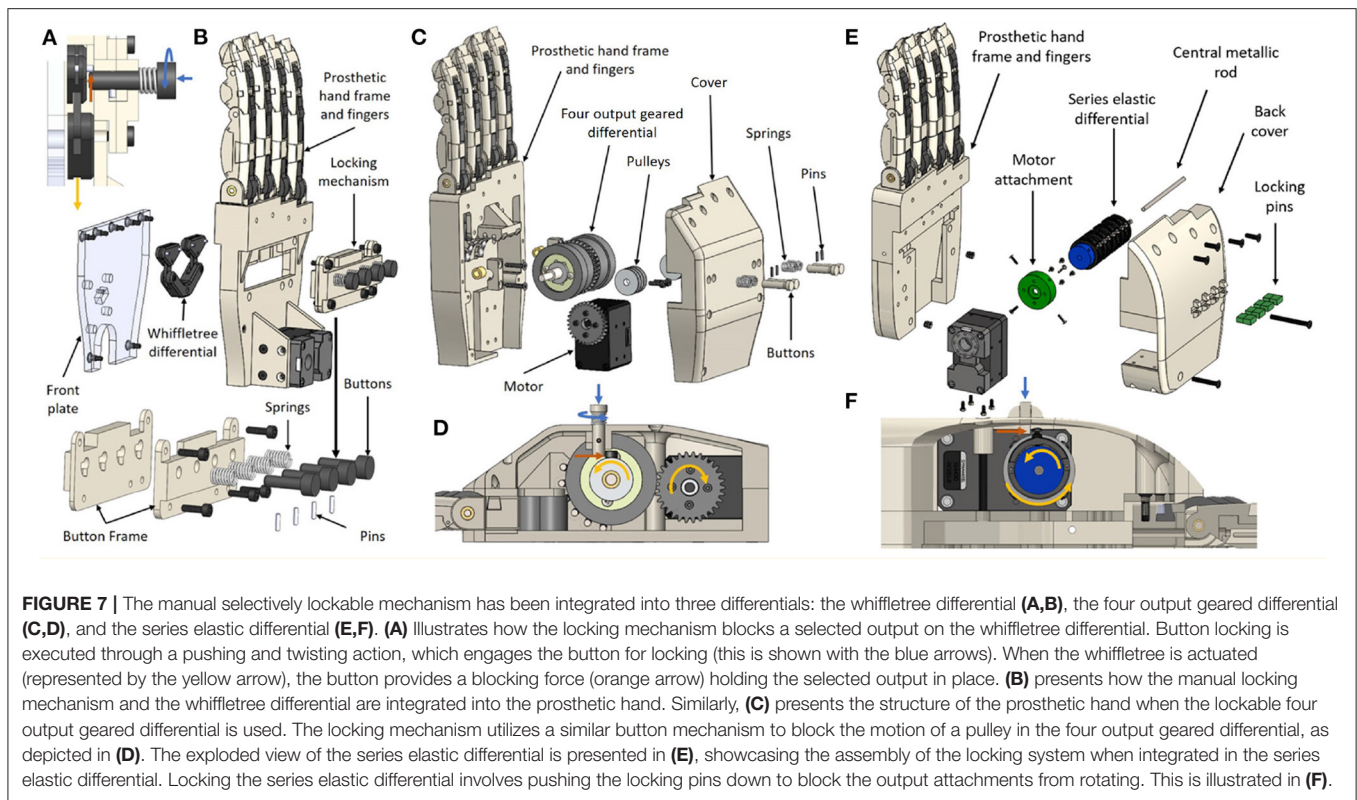 A
B
C
E
Prosthetic
hand frame
and fingers
Locking
mechanism
Whiffletree
differential
Front
plate
Springs
Buttons
Button Frame
Pins
Prosthetic hand frame
and fingers
Four output geared
differential
Pulleys
Cover
Springs
Pins
Motor
Buttons
D
Prosthetic hand
frame and fingers
Motor
attachment
Series elastic
differential
Central metallic
rod
Back
cover
Locking
pins
F
FIGURE 7 | The manual selectively lockable mechanism has been integrated into three differentials: the whiffletree differential (A,B), the four output geared differential
(C,D), and the series elastic differential (E,F). (A) Illustrates how the locking mechanism blocks a selected output on the whiffletree differential. Button locking is
executed through a pushing and twisting action, which engages the button for locking (this is shown with the blue arrows). When the whiffletree is actuated
(represented by the yellow arrow), the button provides a blocking force (orange arrow) holding the selected output in place. (B) presents how the manual locking
mechanism and the whiffletree differential are integrated into the prosthetic hand. Similarly, (C) presents the structure of the prosthetic hand when the lockable four
output geared differential is used. The locking mechanism utilizes a similar button mechanism to block the motion of a pulley in the four output geared differential, as
depicted in (D). The exploded view of the series elastic differential is presented in (E), showcasing the assembly of the locking system when integrated in the series
elastic differential. Locking the series elastic differential involves pushing the locking pins down to block the output attachments from rotating. This is illustrated in (F).